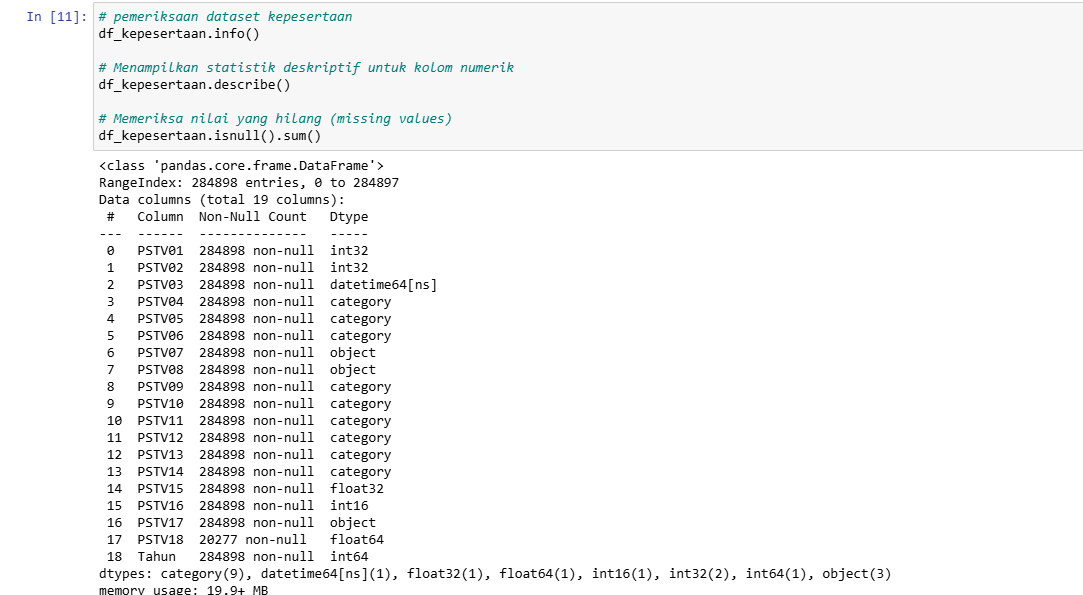 In [11]:
# pemeriksaan dataset kepesertaan
df_kepesertaan.info()
# Menampilkan statistik deskriptif untuk kolom numerik
df_kepesertaan.describe()
# Memeriksa nilai yang hilang (missing values)
df_kepesertaan.isnull().sum()
<class 'pandas.core.frame.DataFrame'>
RangeIndex: 284898 entries, 0 to 284897
Data columns (total 19 columns):
 #   Column  Non-Null Count   Dtype
---  ------  --------------   -----
 0   PSTV01  284898 non-null  int32
 1   PSTV02  284898 non-null  int32
 2   PSTV03  284898 non-null  datetime64[ns]
 3   PSTV04  284898 non-null  category
 4   PSTV05  284898 non-null  category
 5   PSTV06  284898 non-null  category
 6   PSTV07  284898 non-null  object
 7   PSTV08  284898 non-null  object
 8   PSTV09  284898 non-null  category
 9   PSTV10  284898 non-null  category
 10  PSTV11  284898 non-null  category
 11  PSTV12  284898 non-null  category
 12  PSTV13  284898 non-null  category
 13  PSTV14  284898 non-null  category
 14  PSTV15  284898 non-null  float32
 15  PSTV16  284898 non-null  int16
 16  PSTV17  284898 non-null  object
 17  PSTV18  20277 non-null   float64
 18  Tahun   284898 non-null  int64
dtypes: category(9), datetime64[ns](1), float32(1), float64(1), int16(1), int32(2), int64(1), object(3)
memory usage: 19.9+ MB